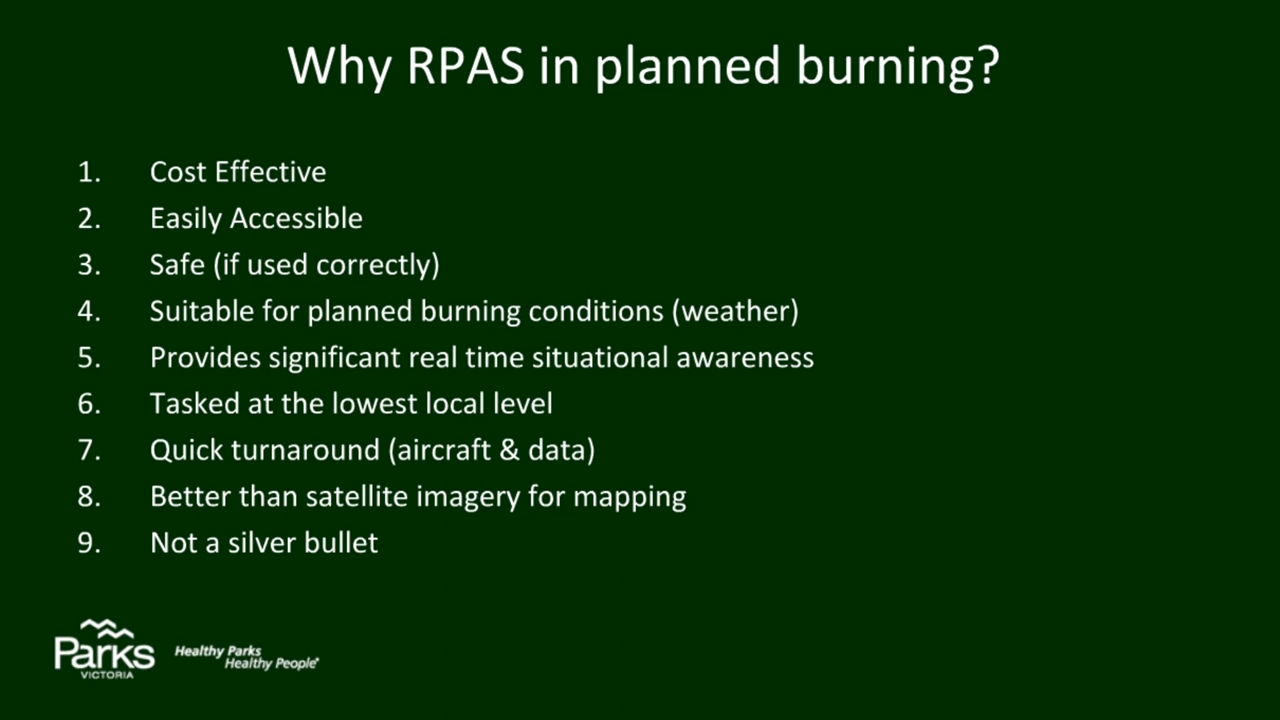 Why RPAS in planned burning?
1. Cost Effective
2. Easily Accessible
3. Safe (if used correctly)
4. Suitable for planned burning conditions (weather)
5. Provides significant real time situational awareness
6. Tasked at the lowest local level
7. Quick turnaround (aircraft & data)
8. Better than satellite imagery for mapping
9. Not a silver bullet
Parks
VICTORIA
Healthy Parks
Healthy People®